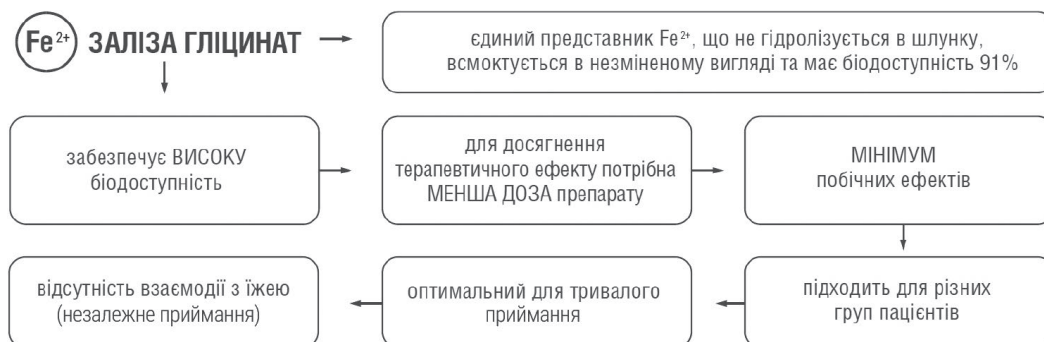 Fe²⁺ ЗАЛІЗА ГЛІЦИНАТ
єдиний представник Fe²⁺, що не гідролізується в шлунку,
всмоктується в незміненому вигляді та має біодоступність 91%
забезпечує ВИСОКУ
біодоступність
для досягнення
терапевтичного ефекту потрібна
МЕНША ДОЗА препарату
МІНІМУМ
побічних ефектів
підходить для різних
груп пацієнтів
оптимальний для тривалого
приймання
відсутність взаємодії з їжею
(незалежне приймання)